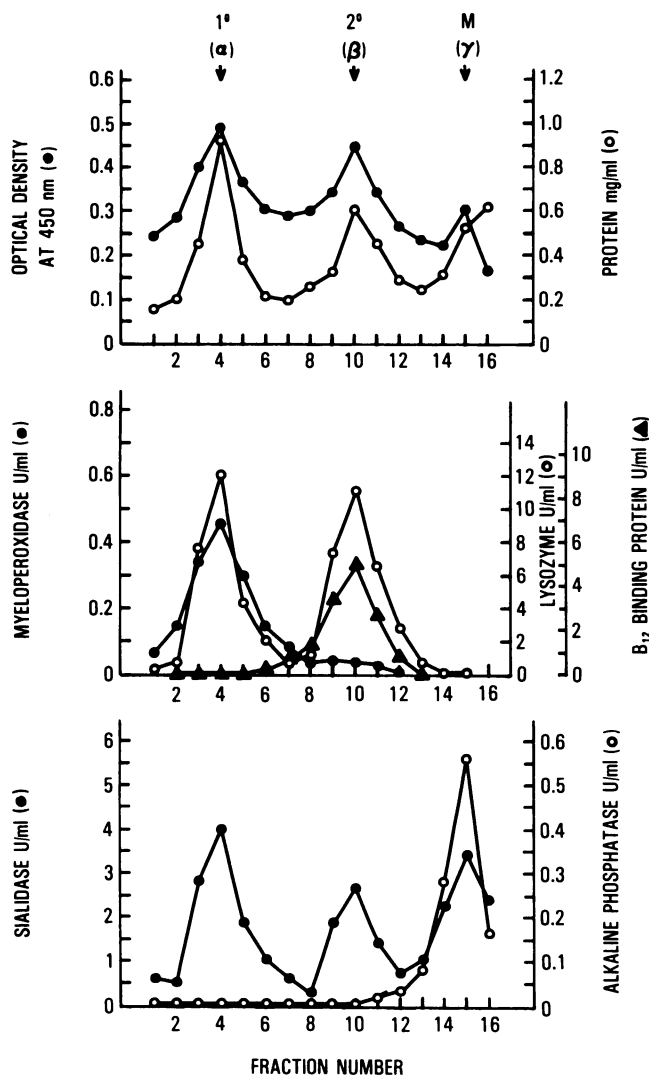 1° 2° M
(α) (β) (γ)
0.6 1.2
0.5 1.0
0.4 0.8
0.3 0.6
0.2 0.4
0.1 0.2
0 0
OPTICAL DENSITY
AT 450 nm (●)
PROTEIN mg/ml (○)
2 4 6 8 10 12 14 16
0.8
0.6
0.4
0.2
0
MYELOPEROXIDASE U/ml (●)
14
12
10
8
6
4
2
0
LYSOZYME U/ml (○)
10
8
6
4
2
0
B₁₂ BINDING PROTEIN U/ml (▲)
2 4 6 8 10 12 14 16
6
5
4
3
2
1
0
SIALIDASE U/ml (●)
0.6
0.5
0.4
0.3
0.2
0.1
0
ALKALINE PHOSPHATASE U/ml (○)
2 4 6 8 10 12 14 16
FRACTION NUMBER